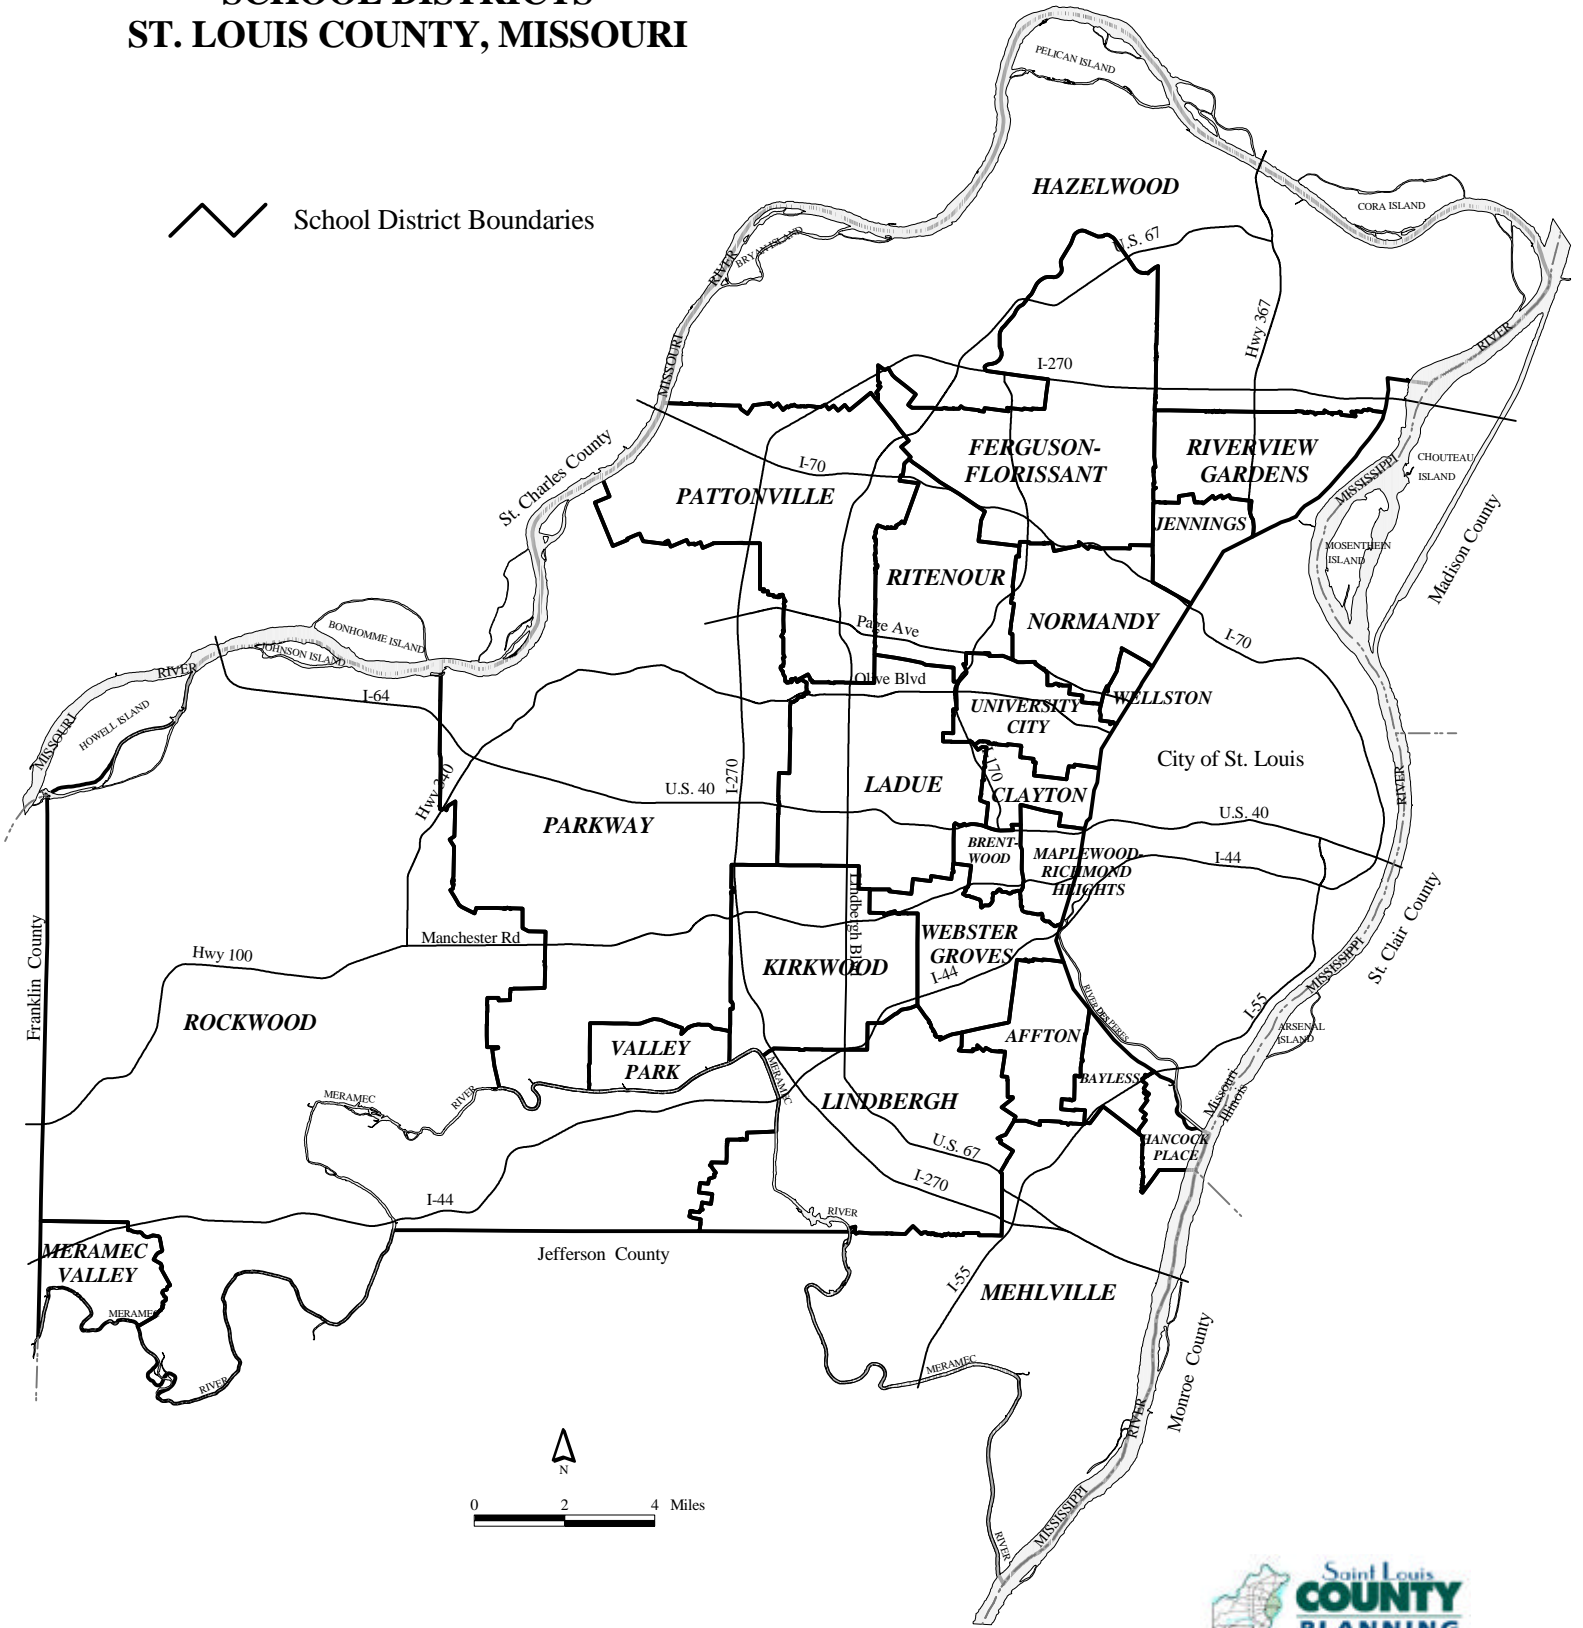 SCHOOL DISTRICTS
ST. LOUIS COUNTY, MISSOURI
PELICAN ISLAND
HAZELWOOD
CORA ISLAND
School District Boundaries
U.S. 67
BRYAN ISLAND
RIVER
Hwy 367
RIVER
MISSOURI
I-270
St. Charles County
FERGUSON-
FLORISSANT
RIVERVIEW
GARDENS
I-70
PATTONVILLE
MISSISSIPPI
CHOUTEAU
ISLAND
JENNINGS
MOSENTHEIN
ISLAND
Madison County
RITENOUR
NORMANDY
BONHOMME ISLAND
JOHNSON ISLAND
Page Ave
I-70
RIVER
Olive Blvd
I-64
WELLSTON
UNIVERSITY
CITY
HOWELL ISLAND
MISSOURI
City of St. Louis
I-170
I-270
Hwy 340
U.S. 40
LADUE
CLAYTON
RIVER
U.S. 40
PARKWAY
BRENT-
WOOD
MAPLEWOOD-
RICHMOND
HEIGHTS
I-44
Lindbergh Blvd
Franklin County
Manchester Rd
Hwy 100
WEBSTER
GROVES
St. Clair County
KIRKWOOD
I-44
MISSISSIPPI
RIVER DES PERES
I-55
ROCKWOOD
ARSENAL
ISLAND
AFFTON
VALLEY
PARK
MERAMEC
BAYLESS
MERAMEC
RIVER
LINDBERGH
Missouri
Illinois
U.S. 67
HANCOCK
PLACE
I-270
I-44
RIVER
MERAMEC
VALLEY
Jefferson County
I-55
MEHLVILLE
MERAMEC
MERAMEC
RIVER
Monroe County
RIVER
N
0 2 4 Miles
MISSISSIPPI
RIVER
Saint Louis
COUNTY
PLANNING